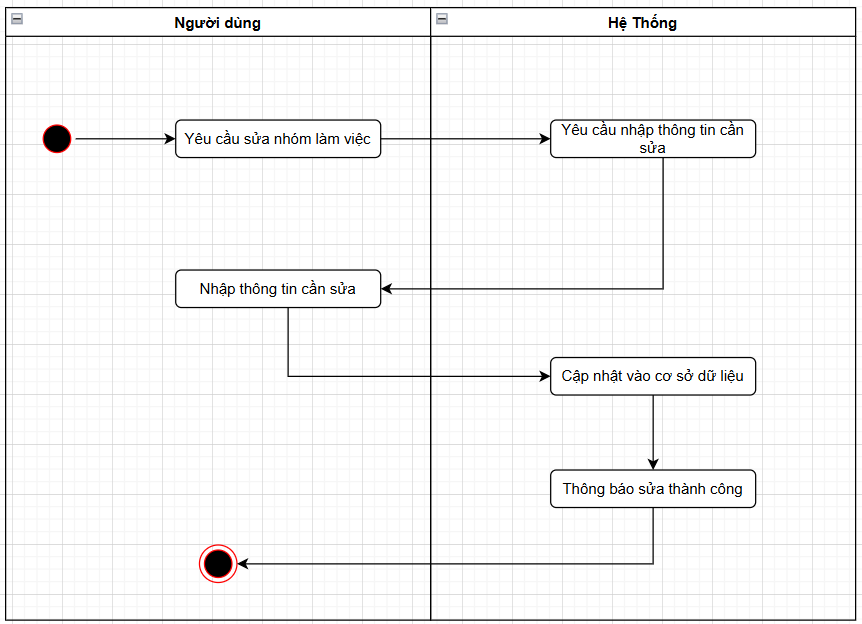 Người dùng
Hệ Thống
Yêu cầu sửa nhóm làm việc
Yêu cầu nhập thông tin cần
sửa
Nhập thông tin cần sửa
Cập nhật vào cơ sở dữ liệu
Thông báo sửa thành công